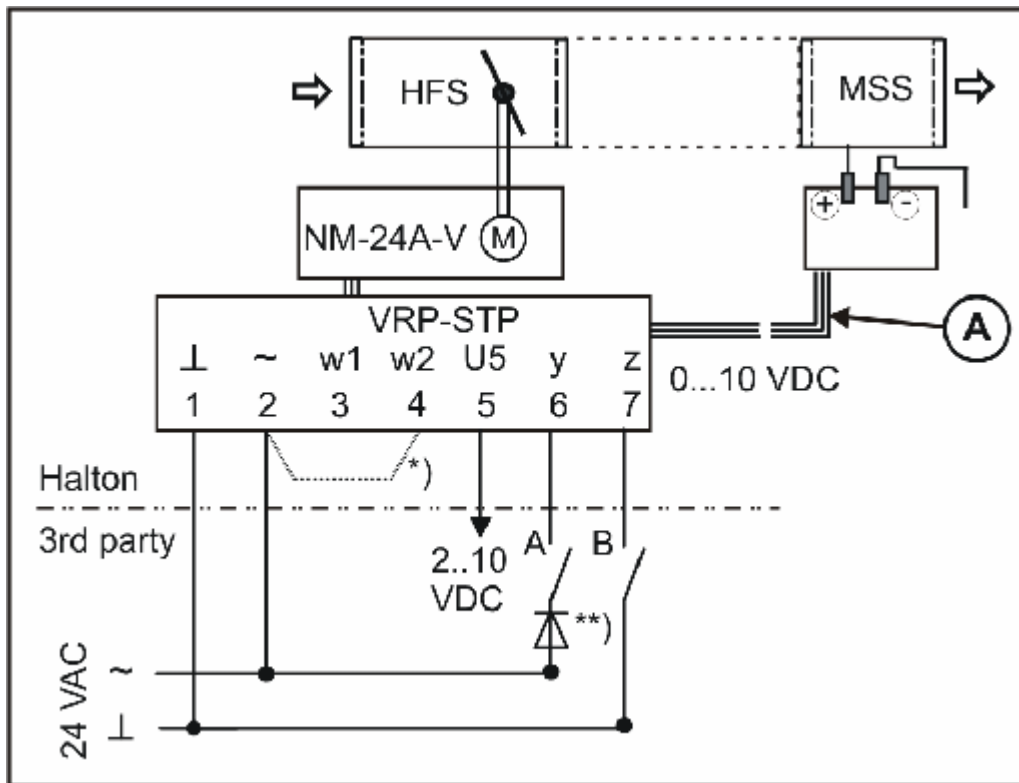 HFS
MSS
+ -
NM-24A-V M
VRP-STP
⊥ ~ w1 w2 U5 y z
1 2 3 4 5 6 7
A
0...10 VDC
*)
Halton
3rd party
2..10
VDC
A B
**)
24 VAC
~
⊥